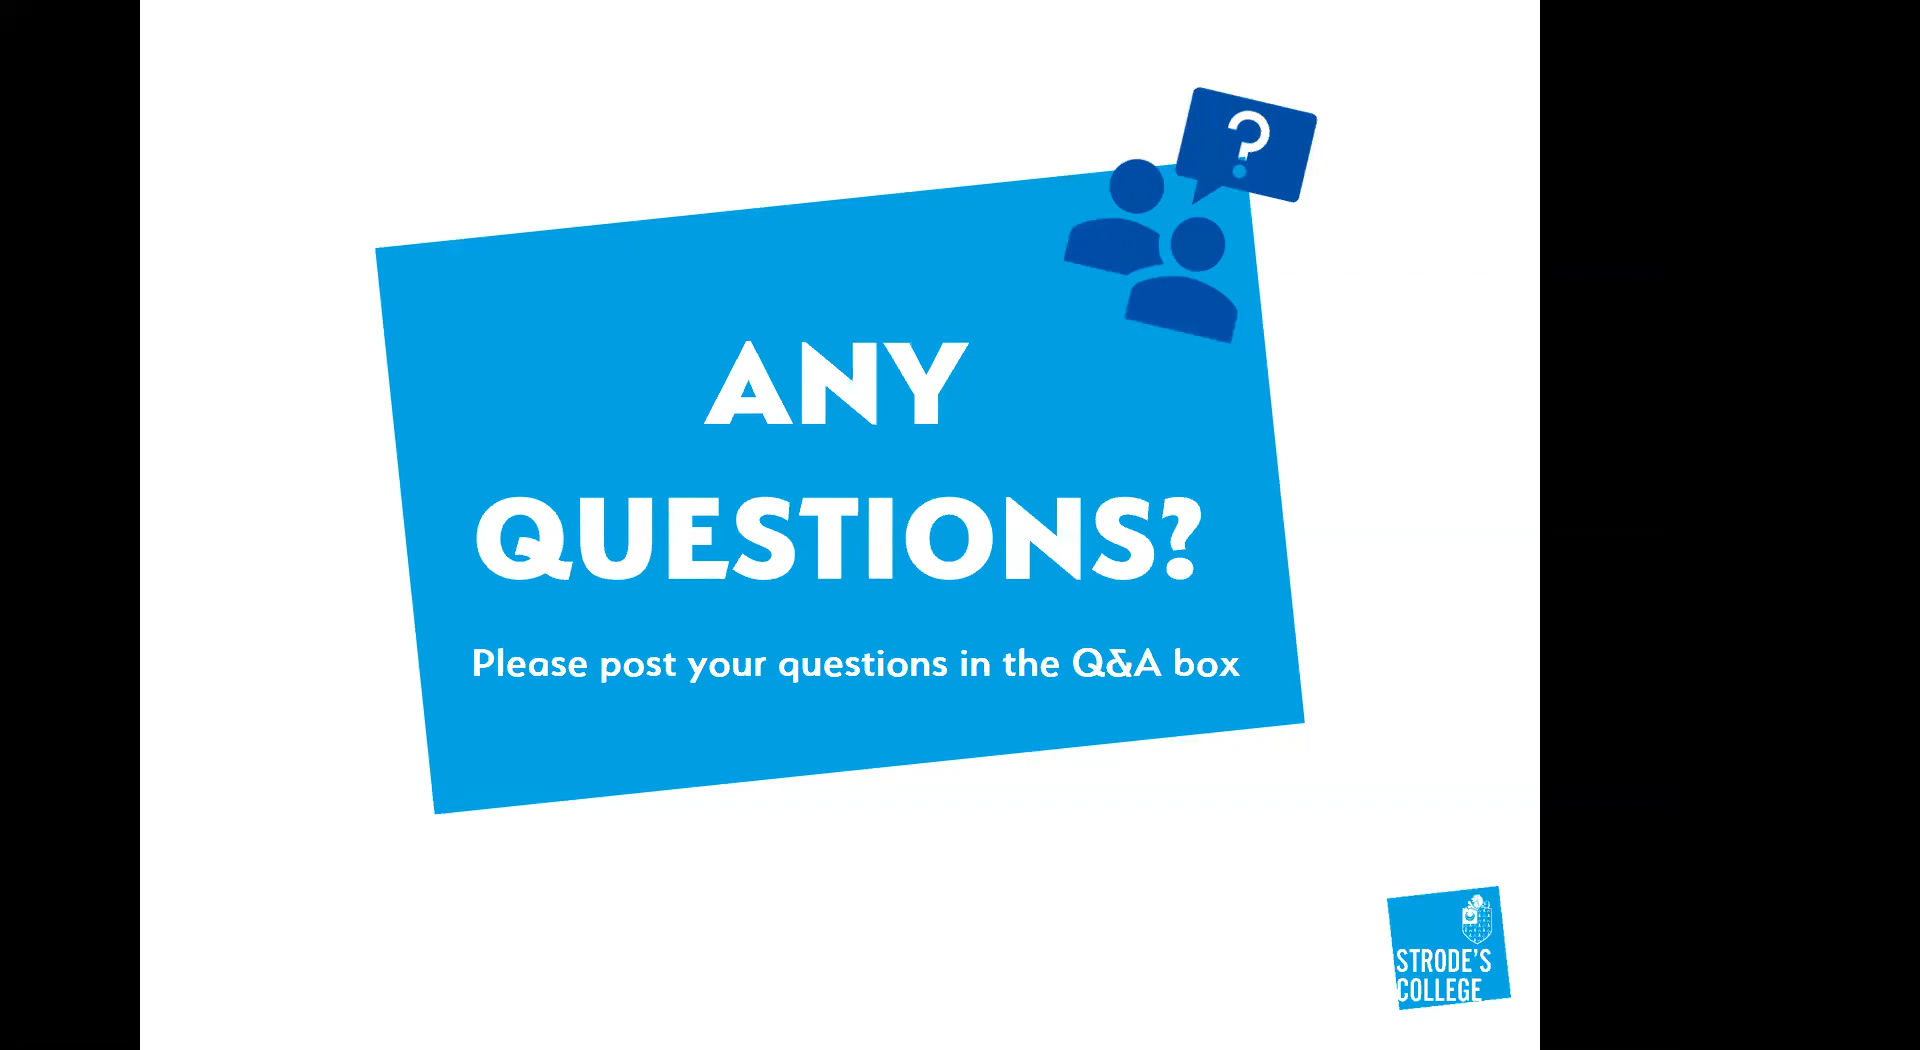 ?
ANY
QUESTIONS?
Please post your questions in the Q&A box
STRODE'S
COLLEGE